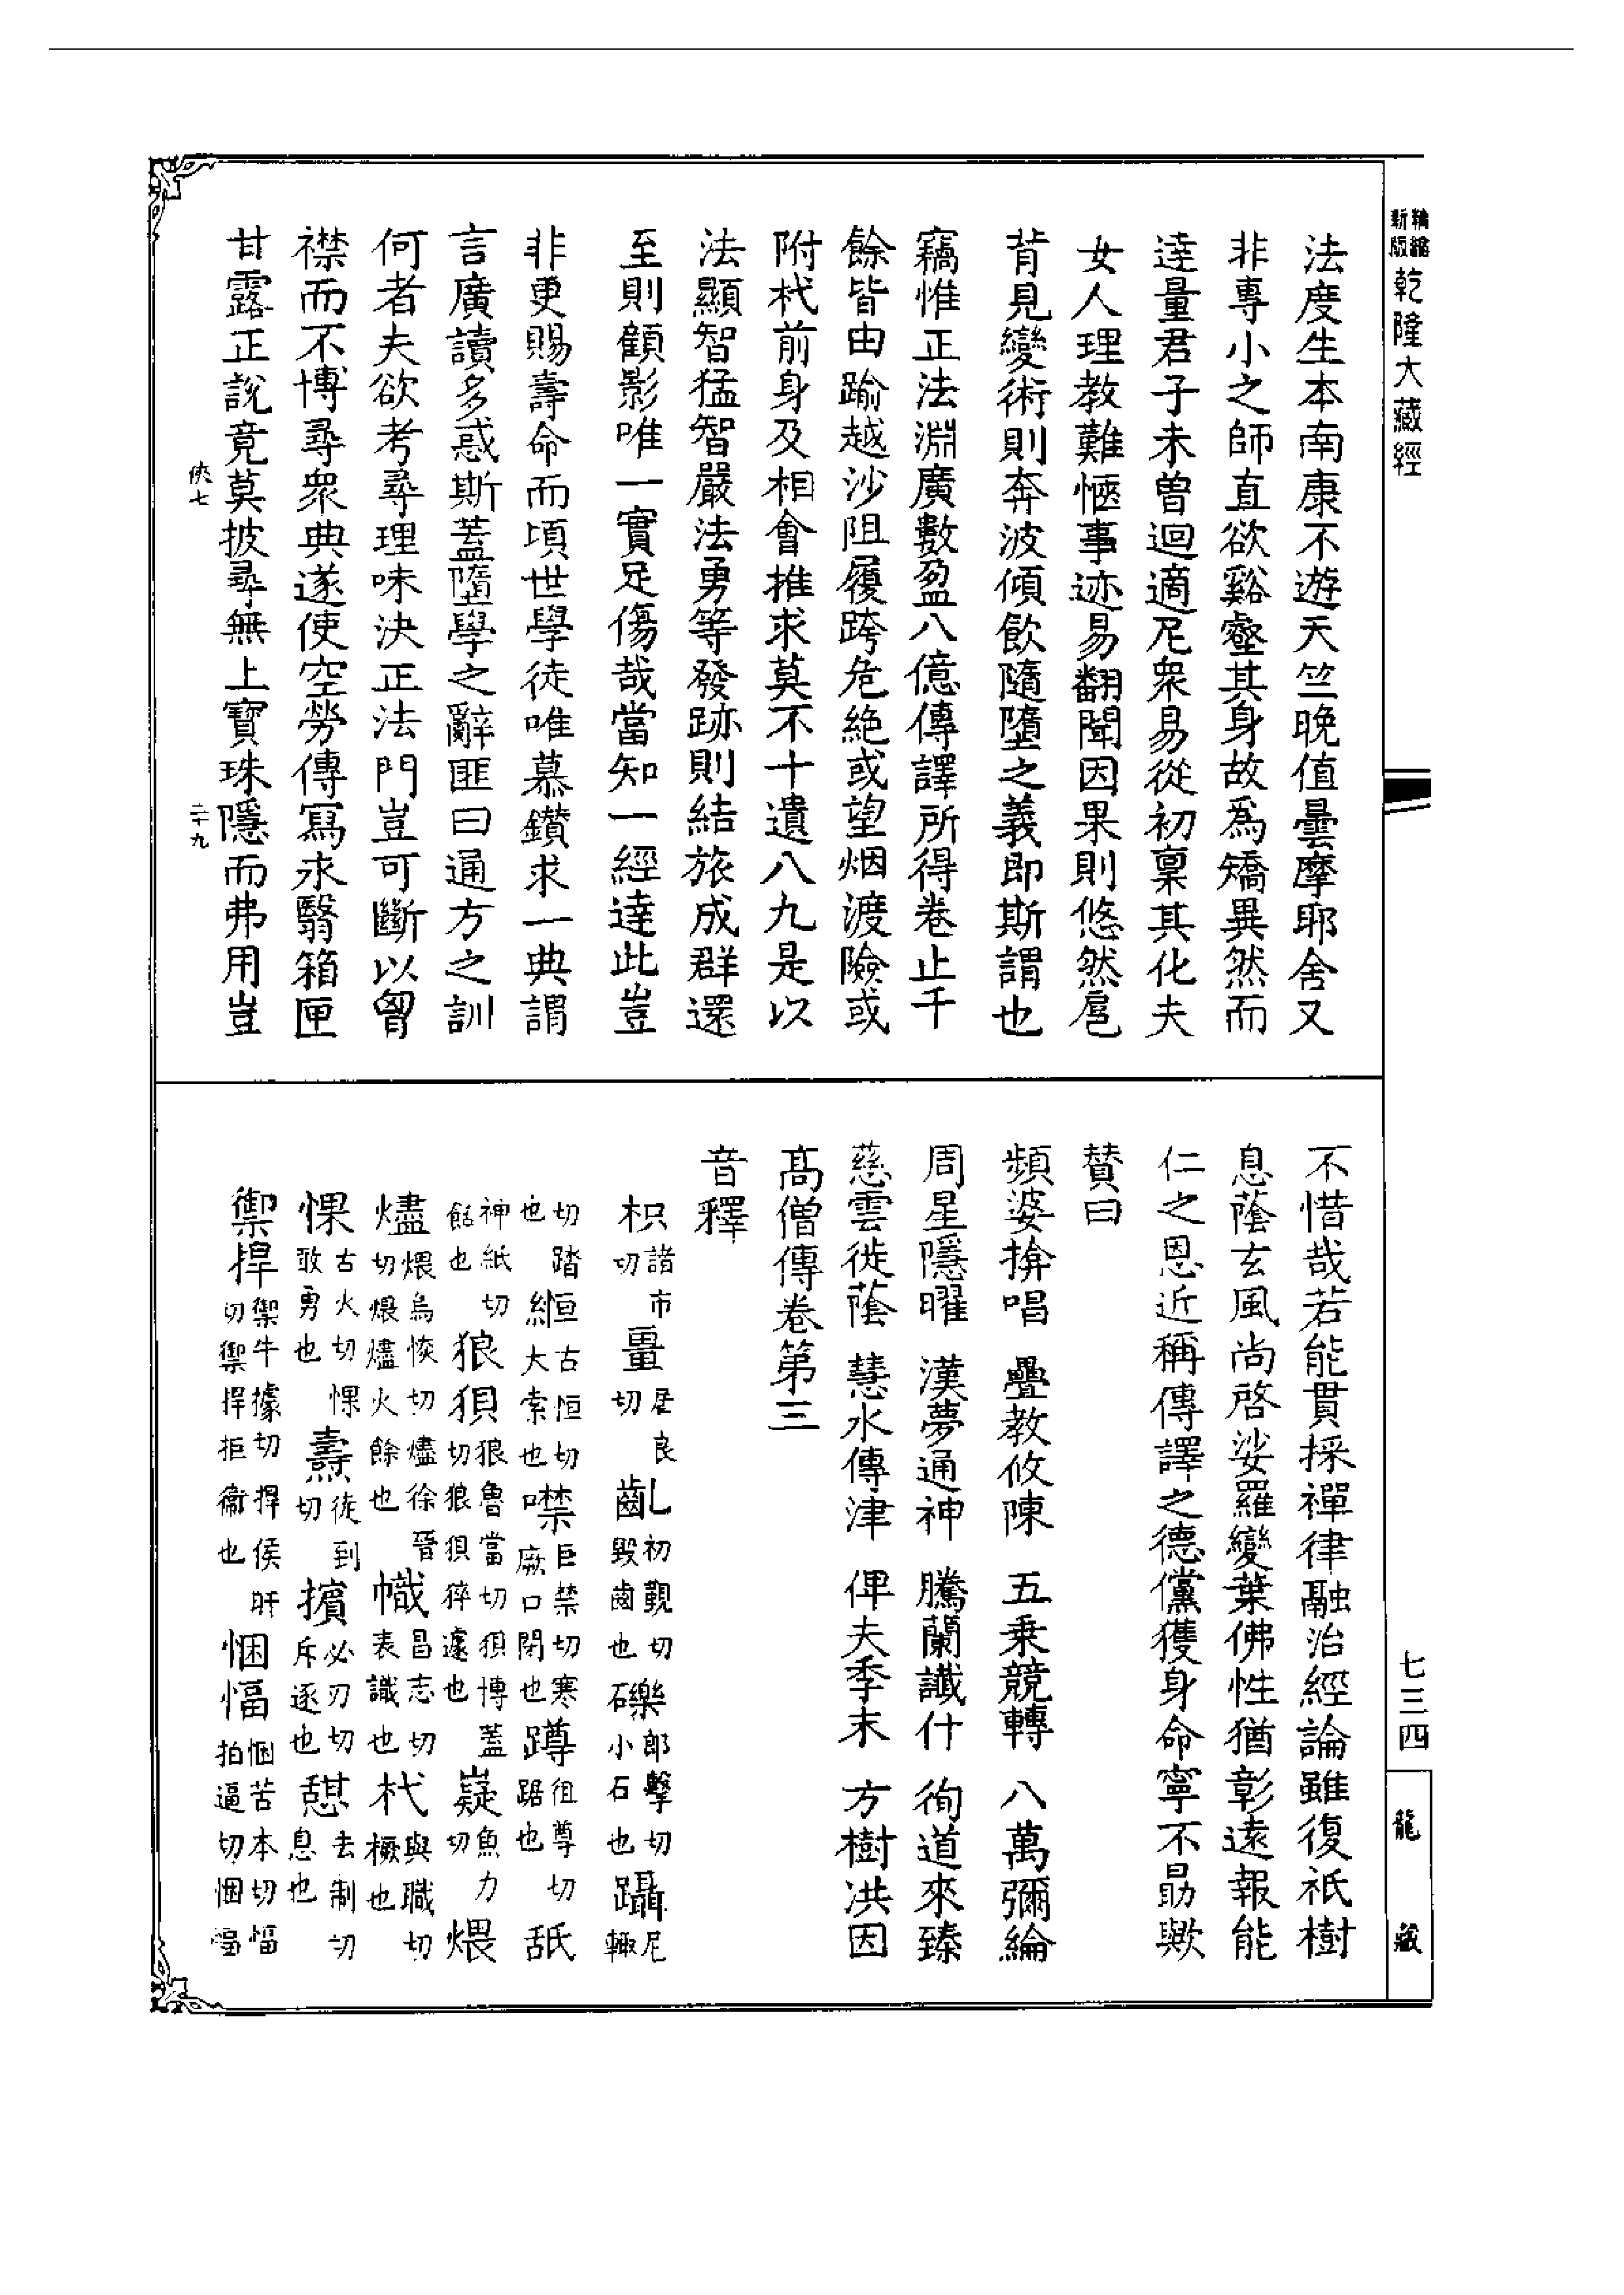 新版
乾隆大藏經
法度生本南康不遊天竺晚值曇摩耶舍又
非專小之師直欲谿壑其身故爲矯異然而
達量君子未曽迴適尼衆易從初稟其化夫
女人理教難愜事迹易翻聞因果則悠然扈
背見變術則奔波傾飲隨墮之義即斯謂也
竊惟正法淵廣數盈八億傳譯所得卷止千
餘皆由踰越沙阻履跨危絶或望烟渡險或
附杙前身及相會推求莫不十遺八九是以
法顯智猛智嚴法勇等發跡則結旅成群還
至則顧影唯一實足傷哉當知一經達此豈
非更賜壽命而頃世學徒唯慕鑽求一典謂
言廣讀多惑斯蓋墮學之辭匪曰通方之訓
何者夫欲考尋理味決正法門豈可斷以胷
襟而不博尋衆典遂使空勞傳寫永翳箱匣
甘露正說竟莫披尋無上寶珠隱而弗用豈
俠七
二十九
不惜哉若能貫採禪律融治經論雖復祇樹
息蔭玄風尚啓娑羅變葉佛性猶彰遠報能
仁之恩近稱傳譯之德儻獲身命寧不勗歟
賛曰
頻婆揜唱 疊教攸陳 五乘競轉 八萬彌綸
周星隱曜 漢夢通神 騰蘭讖什 徇道來臻
慈雲徙蔭 慧水傳津 俾夫季末 方樹洪因
髙僧傳卷第三
音釋
枳諸市切 畺居良切 齓初觀切毀齒也 礫郎擊切小石也 躡尼輙
切踏也 緪古恒切大索也 噤巨禁切寒厥口閉也 蹲徂尊切踞也 舐
神紙切餂也 狼狽狼魯當切狽博蓋切狼狽猝遽也 嶷魚力切 煨
燼煨烏恢切燼徐晉切煨燼火餘也 幟昌志切表識也 杙與職切橛也
惈古火切惈敢勇也 燾徒到切 擯必刃切斥逐也 憇去制切息也
禦捍禦牛據切捍侯旰切禦捍拒衞也 悃愊悃苦本切愊拍逼切悃愊
七三四
龍藏